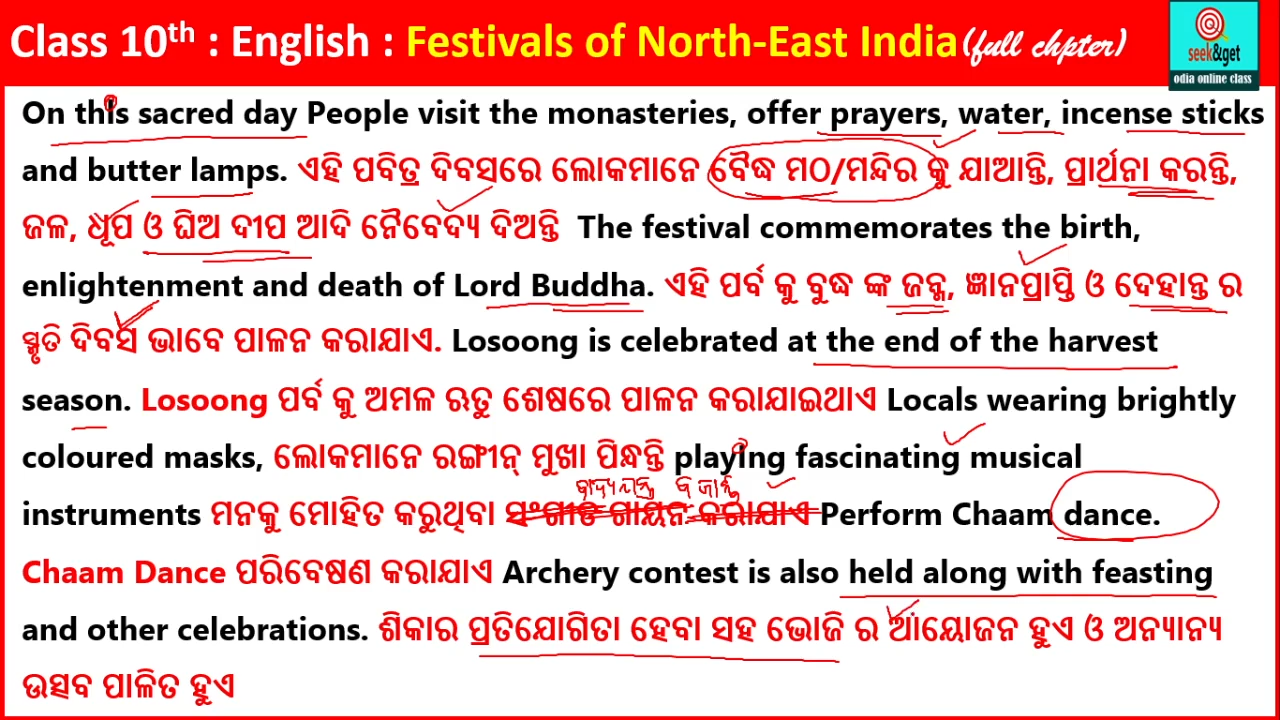 Class 10th : English : Festivals of North-East India (full chpter)
seek&get
odia online class
On this sacred day People visit the monasteries, offer prayers, water, incense sticks
and butter lamps. ଏହି ପବିତ୍ର ଦିବସରେ ଲୋକମାନେ ବୈଦ୍ଧ ମଠ/ମନ୍ଦିର କୁ ଯାଆନ୍ତି, ପ୍ରାର୍ଥନା କରନ୍ତି,
ଜଳ, ଧୂପ ଓ ଘିଅ ଦୀପ ଆଦି ନୈବେଦ୍ୟ ଦିଅନ୍ତି The festival commemorates the birth,
enlightenment and death of Lord Buddha. ଏହି ପର୍ବ କୁ ବୁଦ୍ଧ ଙ୍କ ଜନ୍ମ, ଜ୍ଞାନପ୍ରାପ୍ତି ଓ ଦେହାନ୍ତ ର
ସ୍ମୃତି ଦିବସ ଭାବେ ପାଳନ କରାଯାଏ. Losoong is celebrated at the end of the harvest
season. Losoong ପର୍ବ କୁ ଅମଳ ଋତୁ ଶେଷରେ ପାଳନ କରାଯାଇଥାଏ Locals wearing brightly
coloured masks, ଲୋକମାନେ ରଙ୍ଗୀନ୍ ମୁଖା ପିନ୍ଧନ୍ତି playing fascinating musical
ବାଦ୍ୟଯନ୍ତ୍ର
instruments ମନକୁ ମୋହିତ କରୁଥିବା ସଂଗୀତ ଗାୟନ କରାଯାଏ Perform Chaam dance.
Chaam Dance ପରିବେଷଣ କରାଯାଏ Archery contest is also held along with feasting
and other celebrations. ଶିକାର ପ୍ରତିଯୋଗିତା ହେବା ସହ ଭୋଜି ର ଆୟୋଜନ ହୁଏ ଓ ଅନ୍ୟାନ୍ୟ
ଉତ୍ସବ ପାଳିତ ହୁଏ